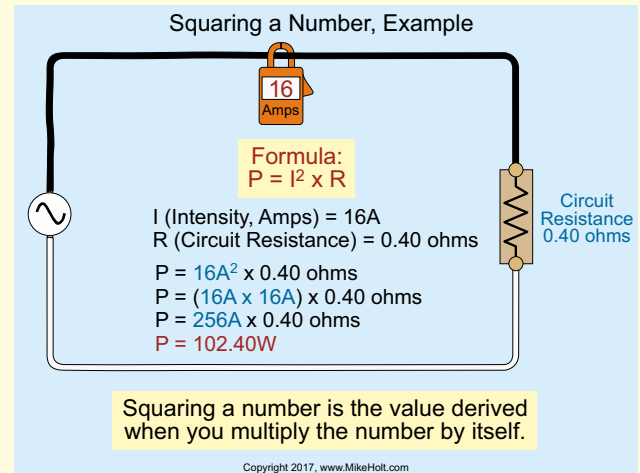 Squaring a Number, Example
16
Amps
Formula:
P = I² x R
I (Intensity, Amps) = 16A
R (Circuit Resistance) = 0.40 ohms
Circuit
Resistance
0.40 ohms
P = 16A² x 0.40 ohms
P = (16A x 16A) x 0.40 ohms
P = 256A x 0.40 ohms
P = 102.40W
Squaring a number is the value derived
when you multiply the number by itself.
Copyright 2017, www.MikeHolt.com